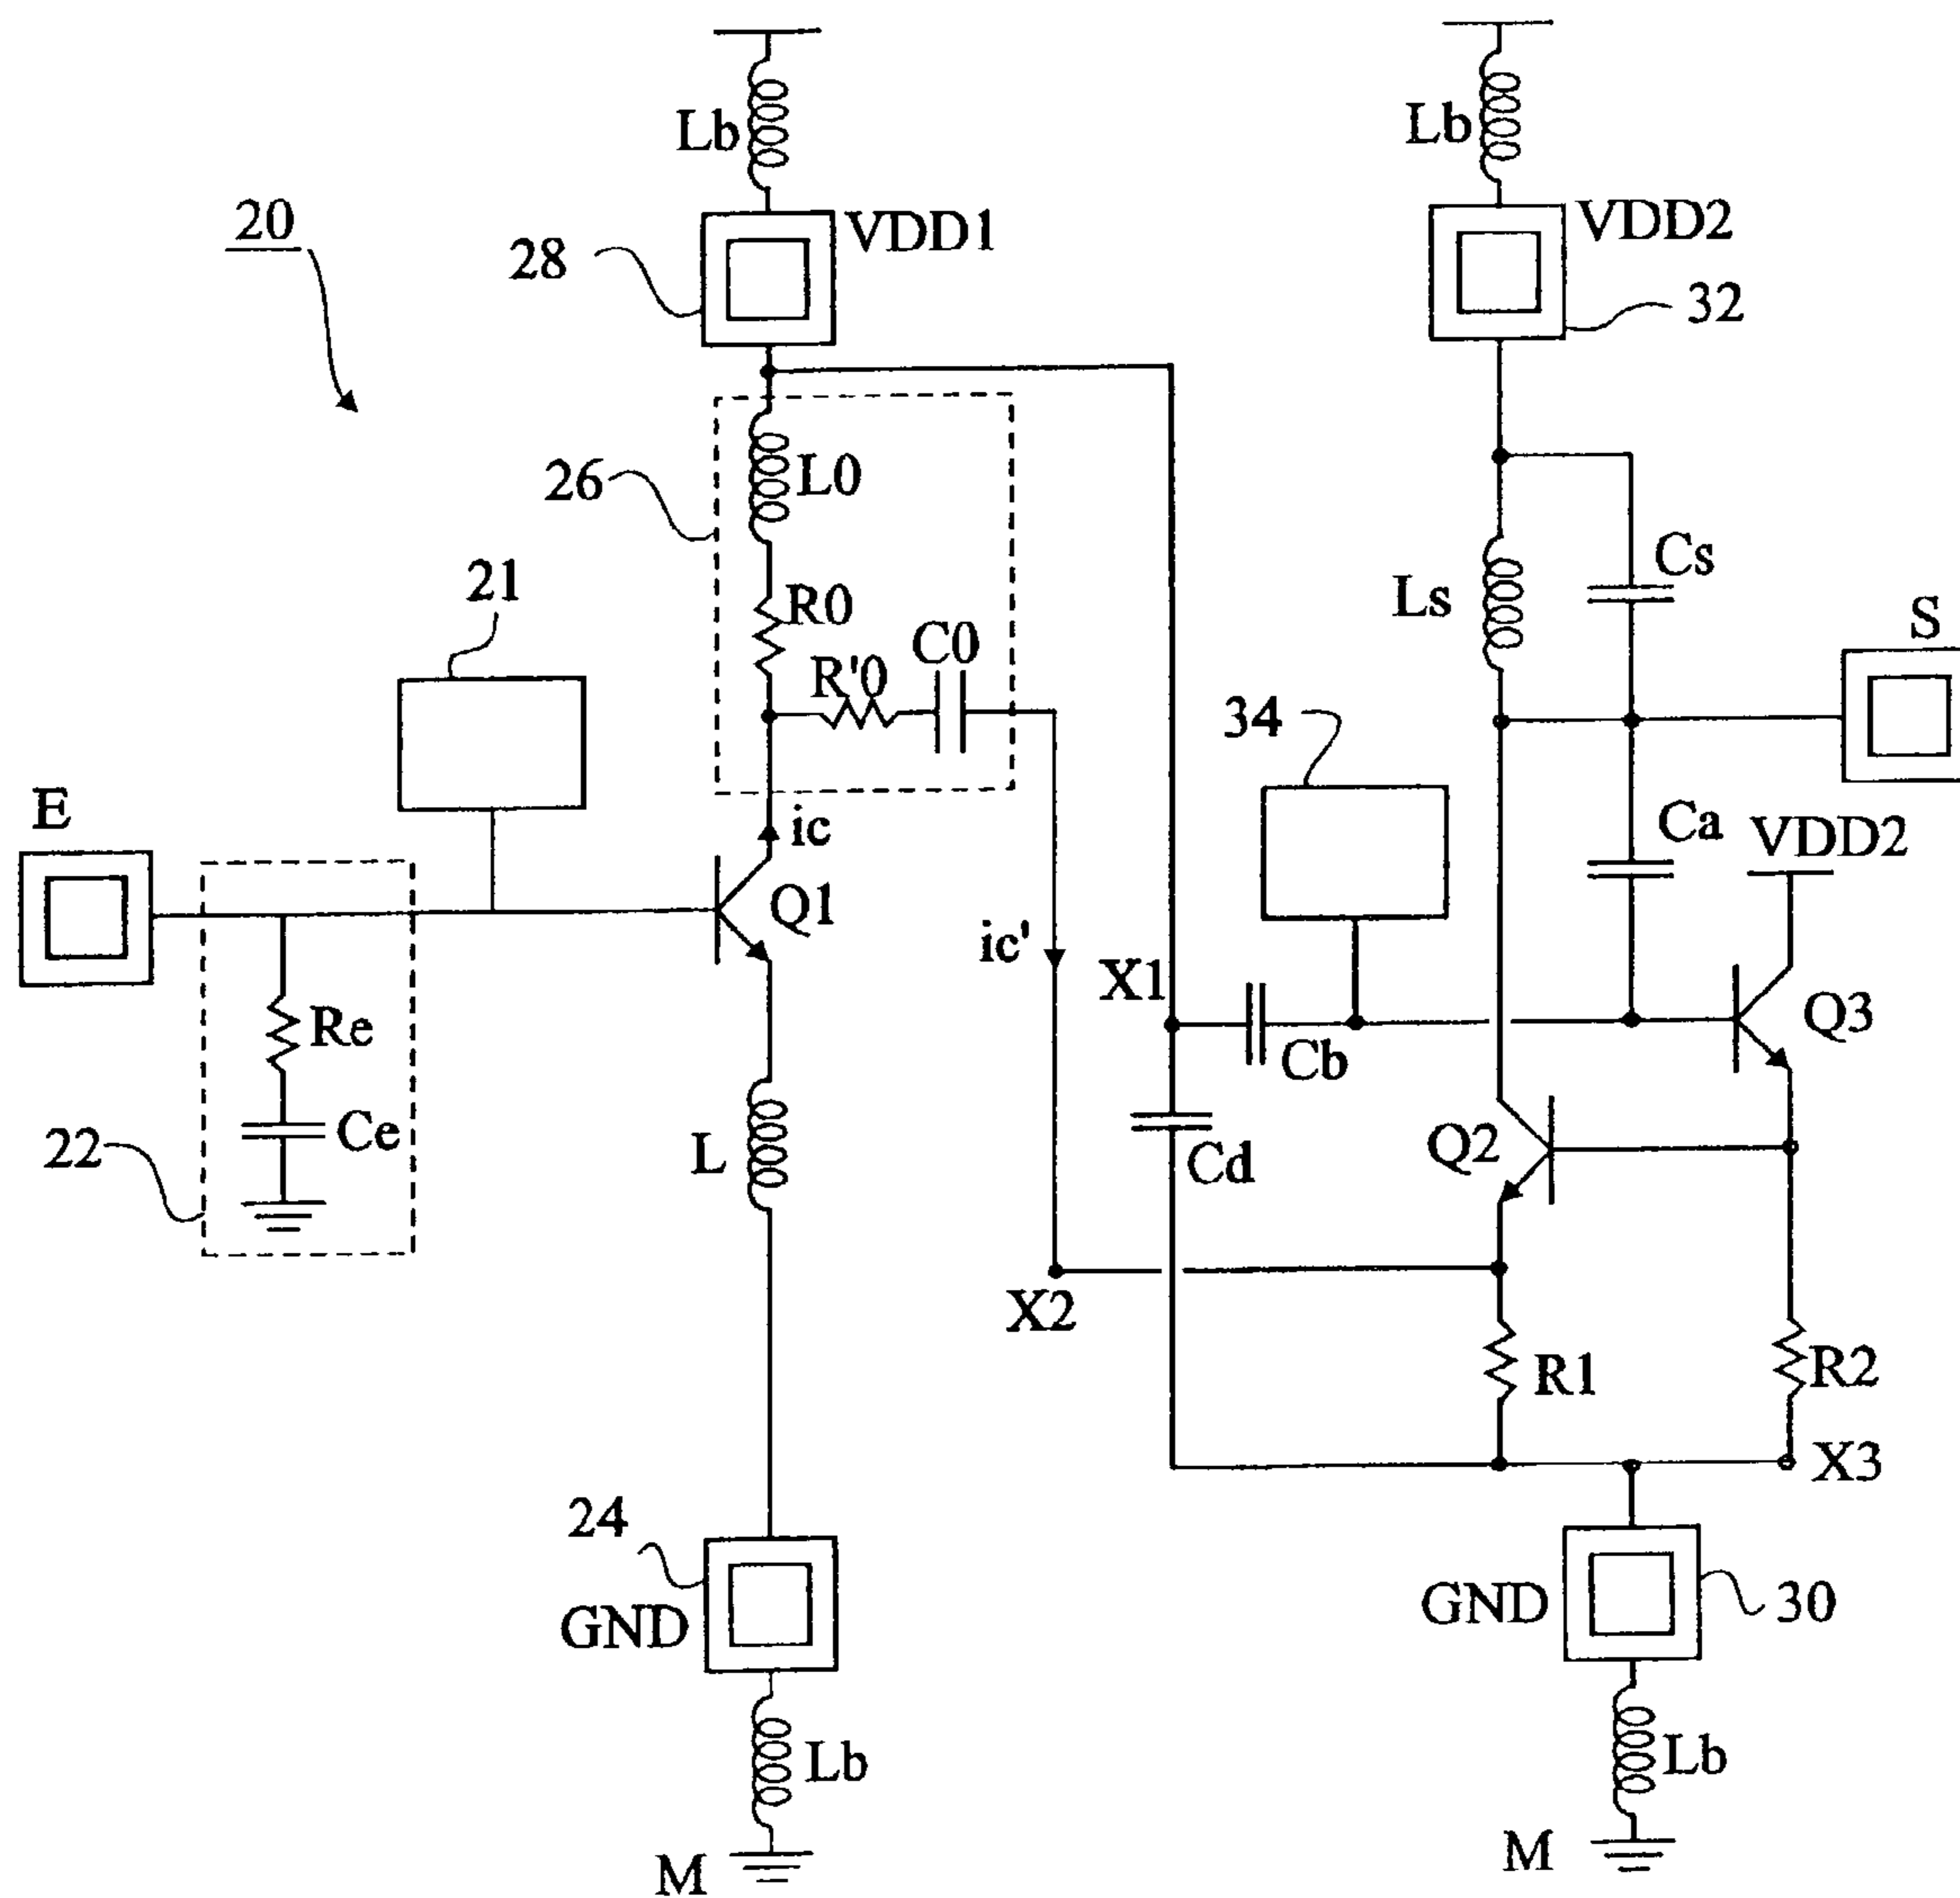 Lb
Lb
20
VDD1
VDD2
28
32
26
L0
21
Cs
Ls
R0
C0
S
R'0
34
E
ic
Ca
VDD2
Q1
ic'
X1
Q3
Re
Cb
Ce
Q2
22
L
Cd
X2
R1
R2
X3
24
GND
GND
30
Lb
Lb
M
M